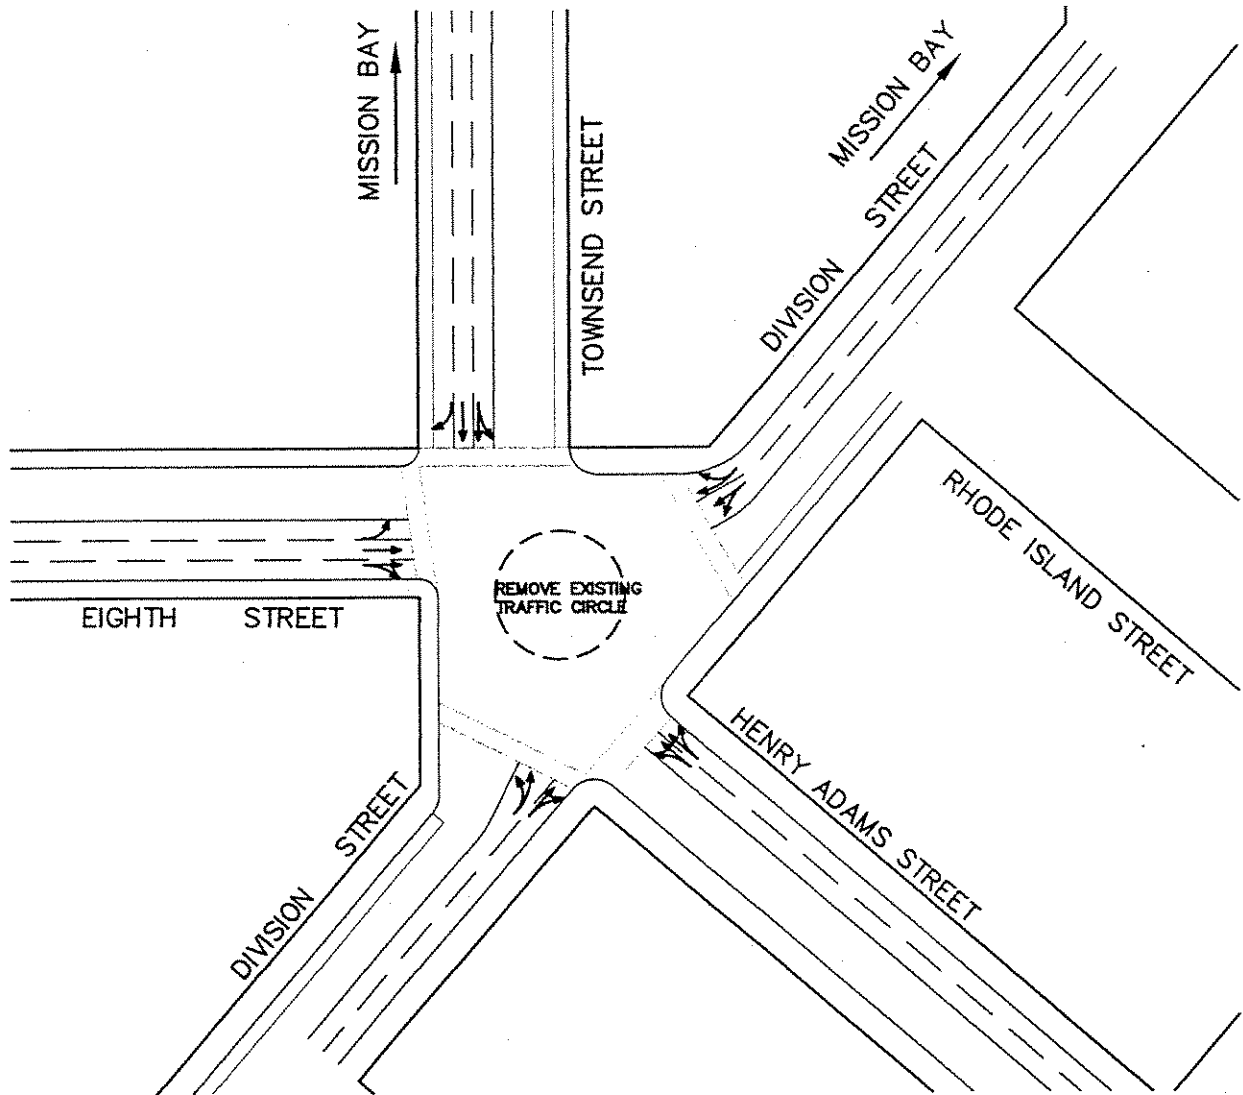 MISSION BAY
TOWNSEND STREET
MISSION BAY
DIVISION STREET
RHODE ISLAND STREET
REMOVE EXISTING
TRAFFIC CIRCLE
EIGHTH STREET
HENRY ADAMS STREET
DIVISION STREET